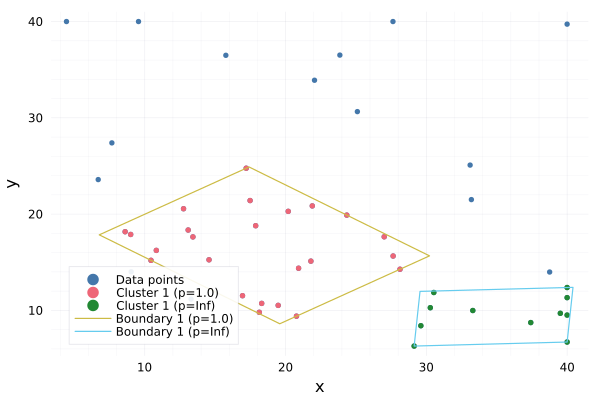 40
30
20
10
y
Data points
Cluster 1 (p=1.0)
Cluster 1 (p=Inf)
Boundary 1 (p=1.0)
Boundary 1 (p=Inf)
10
20
30
40
x